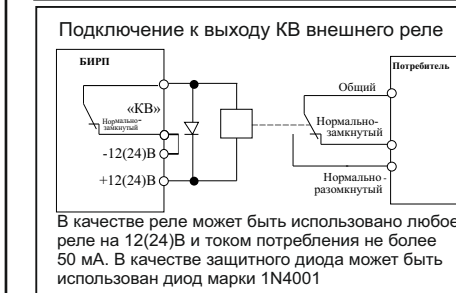 Подключение к выходу КВ внешнего реле
БИРП
«КВ»
Нормально-
замкнутый
-12(24)В
+12(24)В
Потребитель
Общий
Нормально-
замкнутый
Нормально-
разомкнутый
В качестве реле может быть использовано любое
реле на 12(24)В и током потребления не более
50 мА. В качестве защитного диода может быть
использован диод марки 1N4001